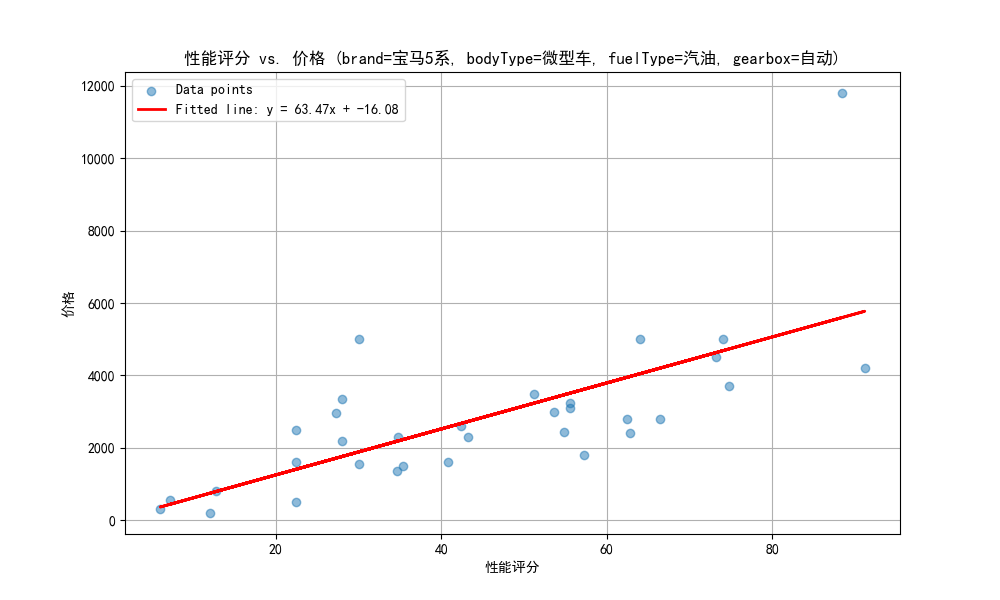 性能评分 vs. 价格 (brand=宝马5系, bodyType=微型车, fuelType=汽油, gearbox=自动)
Data points
Fitted line: y = 63.47x + -16.08
12000
10000
8000
6000
4000
2000
0
价格
20 40 60 80
性能评分